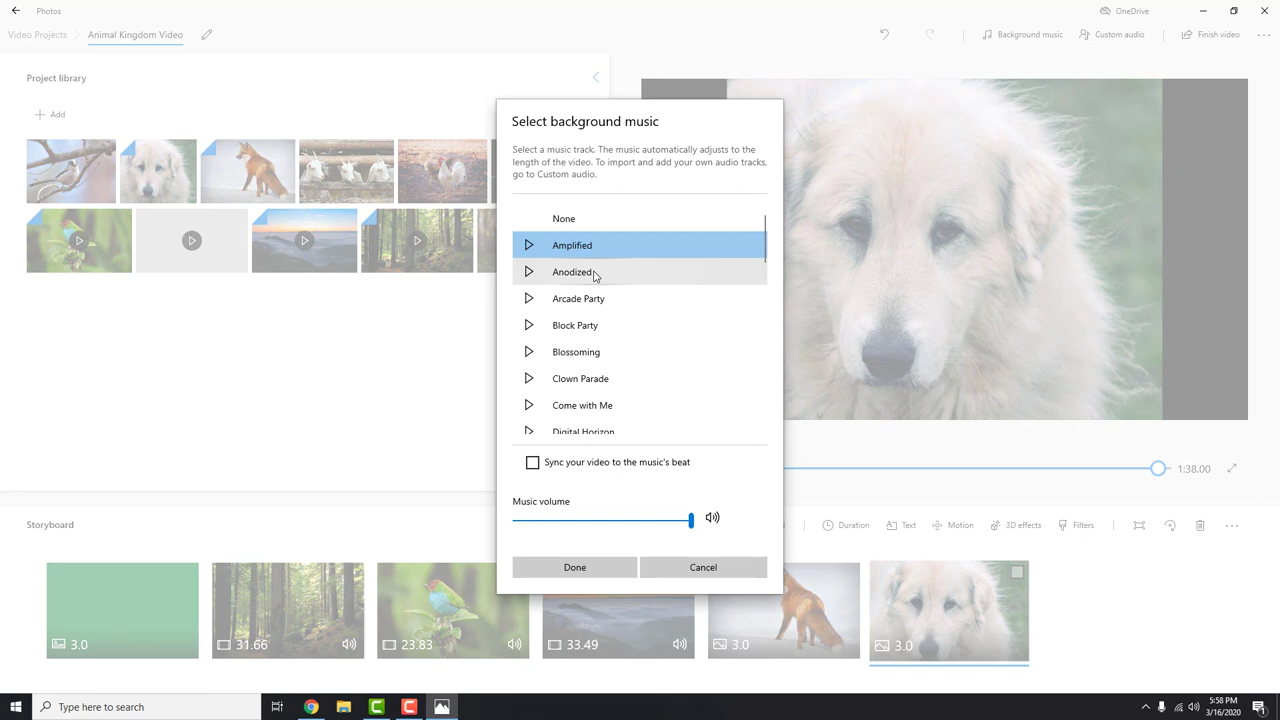 Photos
OneDrive
Video Projects
Animal Kingdom Video
Background music
Custom audio
Finish video
Project library
Add
Select background music
Select a music track. The music automatically adjusts to the
length of the video. To import and add your own audio tracks,
go to Custom audio.
None
Amplified
Anodized
Arcade Party
Block Party
Blossoming
Clown Parade
Come with Me
Digital Horizon
Sync your video to the music's beat
Music volume
Done
Cancel
1:38.00
Storyboard
Duration
Text
Motion
3D effects
Filters
3.0
31.66
23.83
33.49
3.0
3.0
Type here to search
5:58 PM
3/16/2020
1